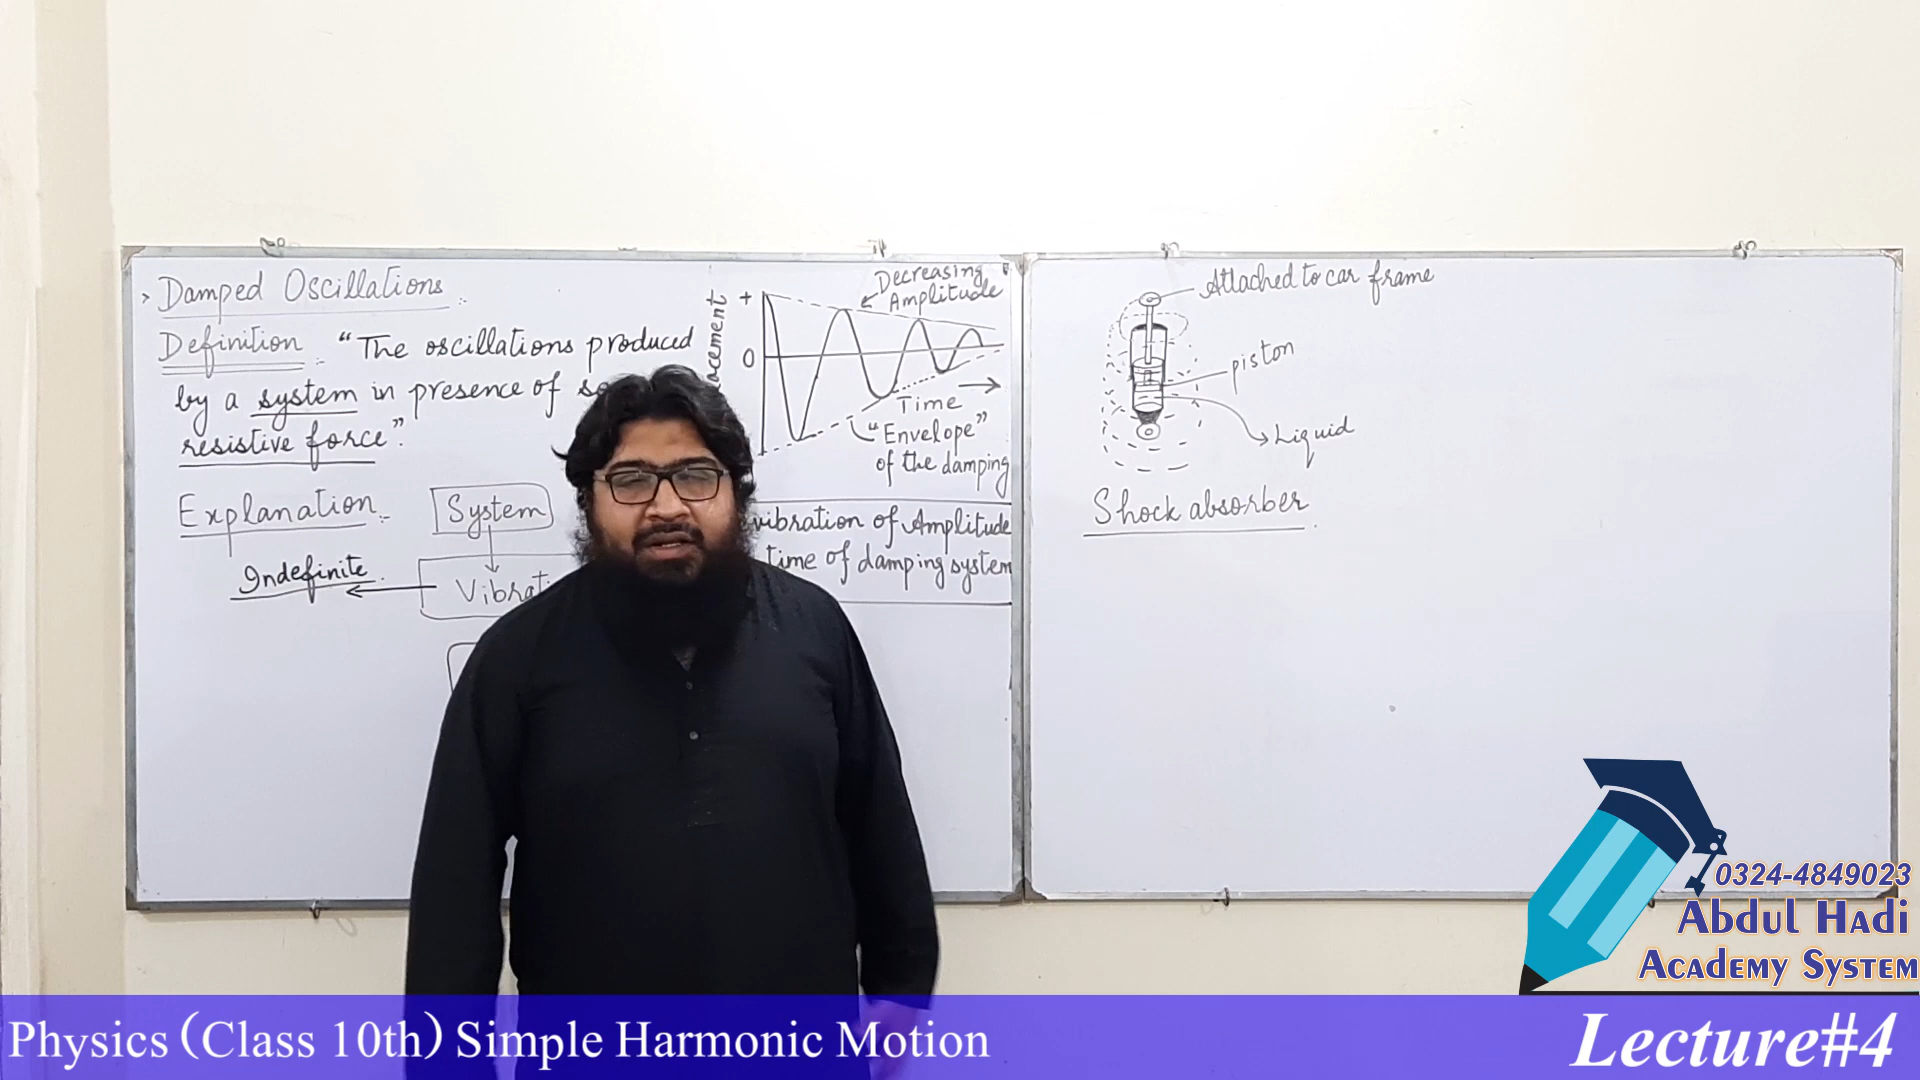 Damped Oscillations
Definition "The oscillations produced
by a system in presence of
resistive force".
Explanation
System
Indefinite
Decreasing
Amplitude
+
0
Time
"Envelope"
of the damping
vibration of Amplitude
time of damping system
Attached to car frame
piston
Liquid
Shock absorber
0324-4849023
Abdul Hadi
Academy System
Physics (Class 10th) Simple Harmonic Motion
Lecture#4